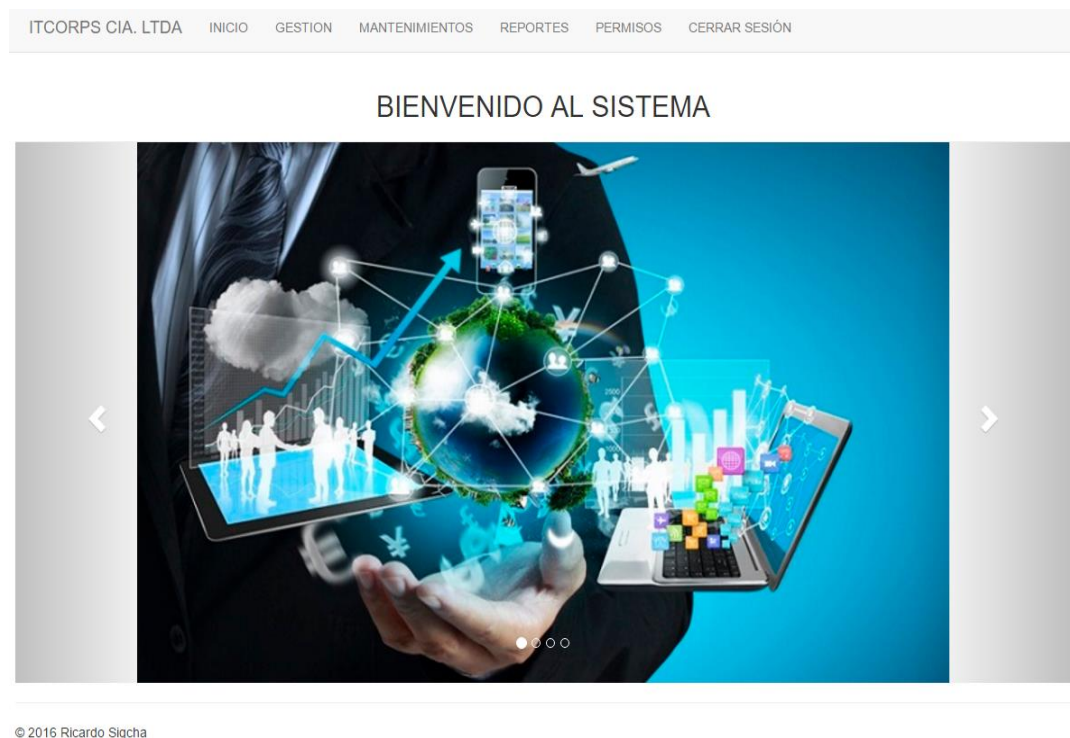 ITCORPS CIA. LTDA INICIO GESTION MANTENIMIENTOS REPORTES PERMISOS CERRAR SESIÓN
BIENVENIDO AL SISTEMA
© 2016 Ricardo Sigcha